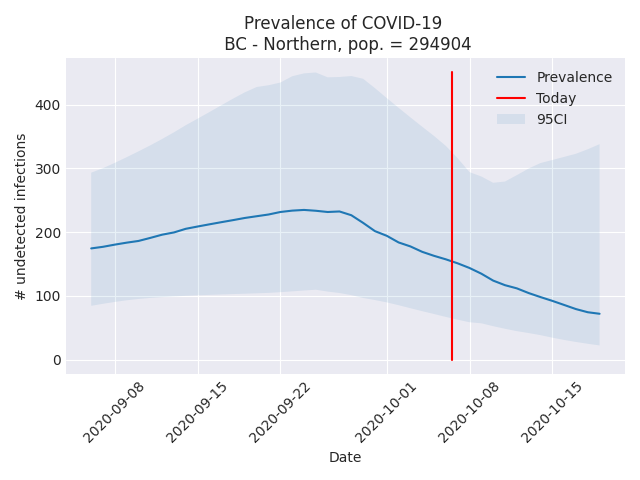 Prevalence of COVID-19
BC - Northern, pop. = 294904
Prevalence
Today
95CI
400
300
200
100
0
# undetected infections
2020-09-08
2020-09-15
2020-09-22
2020-10-01
2020-10-08
2020-10-15
Date